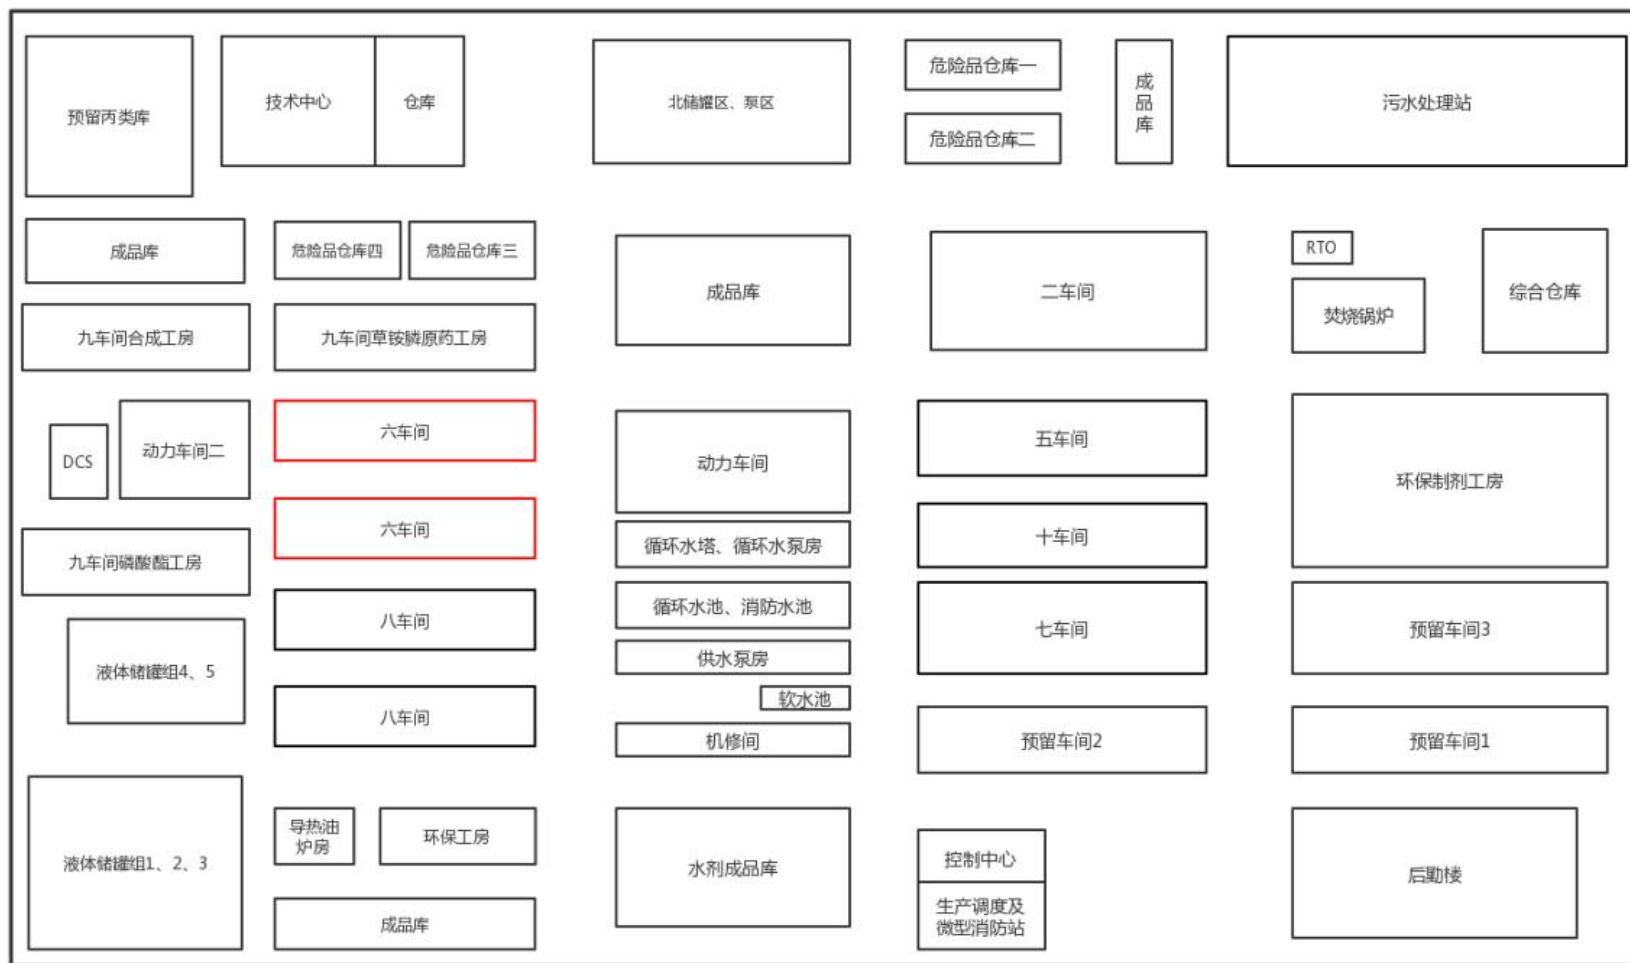 预留丙类库
技术中心
仓库
北储罐区、泵区
危险品仓库一
危险品仓库二
成
品
库
污水处理站
成品库
危险品仓库四
危险品仓库三
成品库
二车间
RTO
焚烧锅炉
综合仓库
九车间合成工房
九车间草铵膦原药工房
DCS
动力车间二
六车间
动力车间
五车间
环保制剂工房
六车间
循环水塔、循环水泵房
十车间
九车间磷酸酯工房
八车间
循环水池、消防水池
七车间
预留车间3
供水泵房
液体储罐组4、5
软水池
八车间
机修间
预留车间2
预留车间1
液体储罐组1、2、3
导热油
炉房
环保工房
水剂成品库
控制中心
生产调度及
微型消防站
后勤楼
成品库